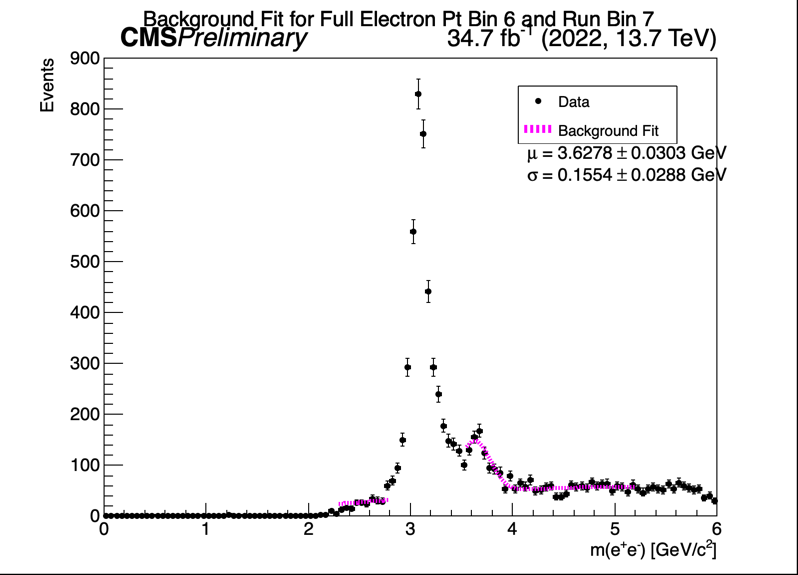 Background Fit for Full Electron Pt Bin 6 and Run Bin 7
CMS Preliminary 34.7 fb⁻¹ (2022, 13.7 TeV)
Events
900
800
700
600
500
400
300
200
100
0
Data
Background Fit
μ = 3.6278 ± 0.0303 GeV
σ = 0.1554 ± 0.0288 GeV
0 1 2 3 4 5 6
m(e⁺e⁻) [GeV/c²]